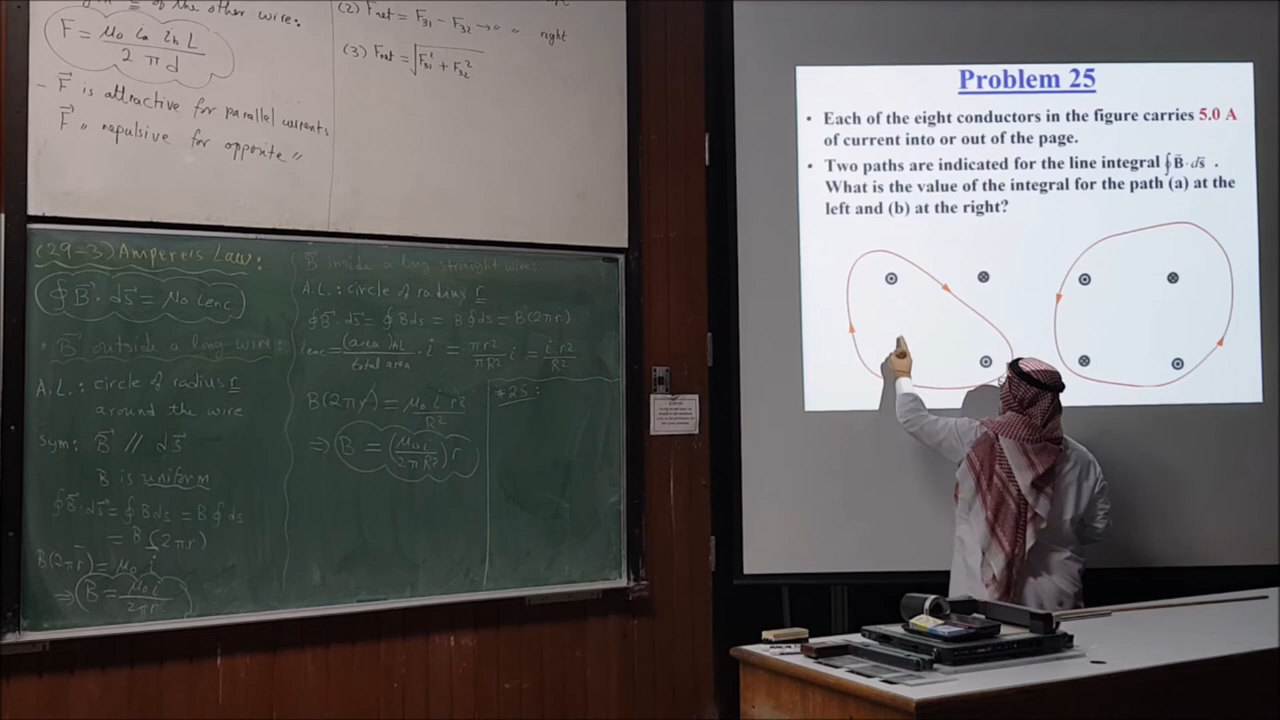 of the other wire:
F = μ₀ ia ib L / 2 π d
- F⃗ is attractive for parallel currents
F⃗ " repulsive for opposite "
(2) Fnet = F31 - F32 → " " right
(3) Fnet = √(F31² + F32²)
(29-3) Ampere's Law:
∮ B⃗ · ds⃗ = μ₀ ienc
* B⃗ outside a long wire:
A.L.: circle of radius r
around the wire
Sym: B⃗ // ds⃗
B is uniform
∮B⃗·ds⃗ = ∮ B ds = B ∮ ds
= B (2πr)
B(2πr) = μ₀ i
⇒ B = μ₀ i / 2πr
B⃗ inside a long straight wire:
A.L.: circle of radius r
∮B⃗·ds⃗ = ∮ B ds = B ∮ ds = B(2πr)
ienc = (area)AL / total area · i = πr² / πR² i = i r² / R²
B(2πr) = μ₀ i r² / R²
⇒ B = (μ₀ i / 2πR²) r
#25:
Problem 25
• Each of the eight conductors in the figure carries 5.0 A
of current into or out of the page.
• Two paths are indicated for the line integral ∮ B⃗ · ds⃗ .
What is the value of the integral for the path (a) at the
left and (b) at the right?